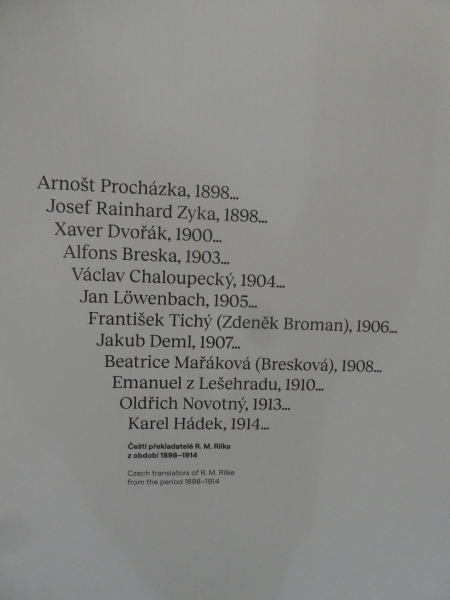 Arnošt Procházka, 1898...
Josef Rainhard Zyka, 1898...
Xaver Dvořák, 1900...
Alfons Breska, 1903...
Václav Chaloupecký, 1904...
Jan Löwenbach, 1905...
František Tichý (Zdeněk Broman), 1906...
Jakub Deml, 1907...
Beatrice Mařáková (Bresková), 1908...
Emanuel z Lešehradu, 1910...
Oldřich Novotný, 1913...
Karel Hádek, 1914...
Čeští překladatelé R. M. Rilka
z období 1898–1914
Czech translators of R. M. Rilke
from the period 1898–1914